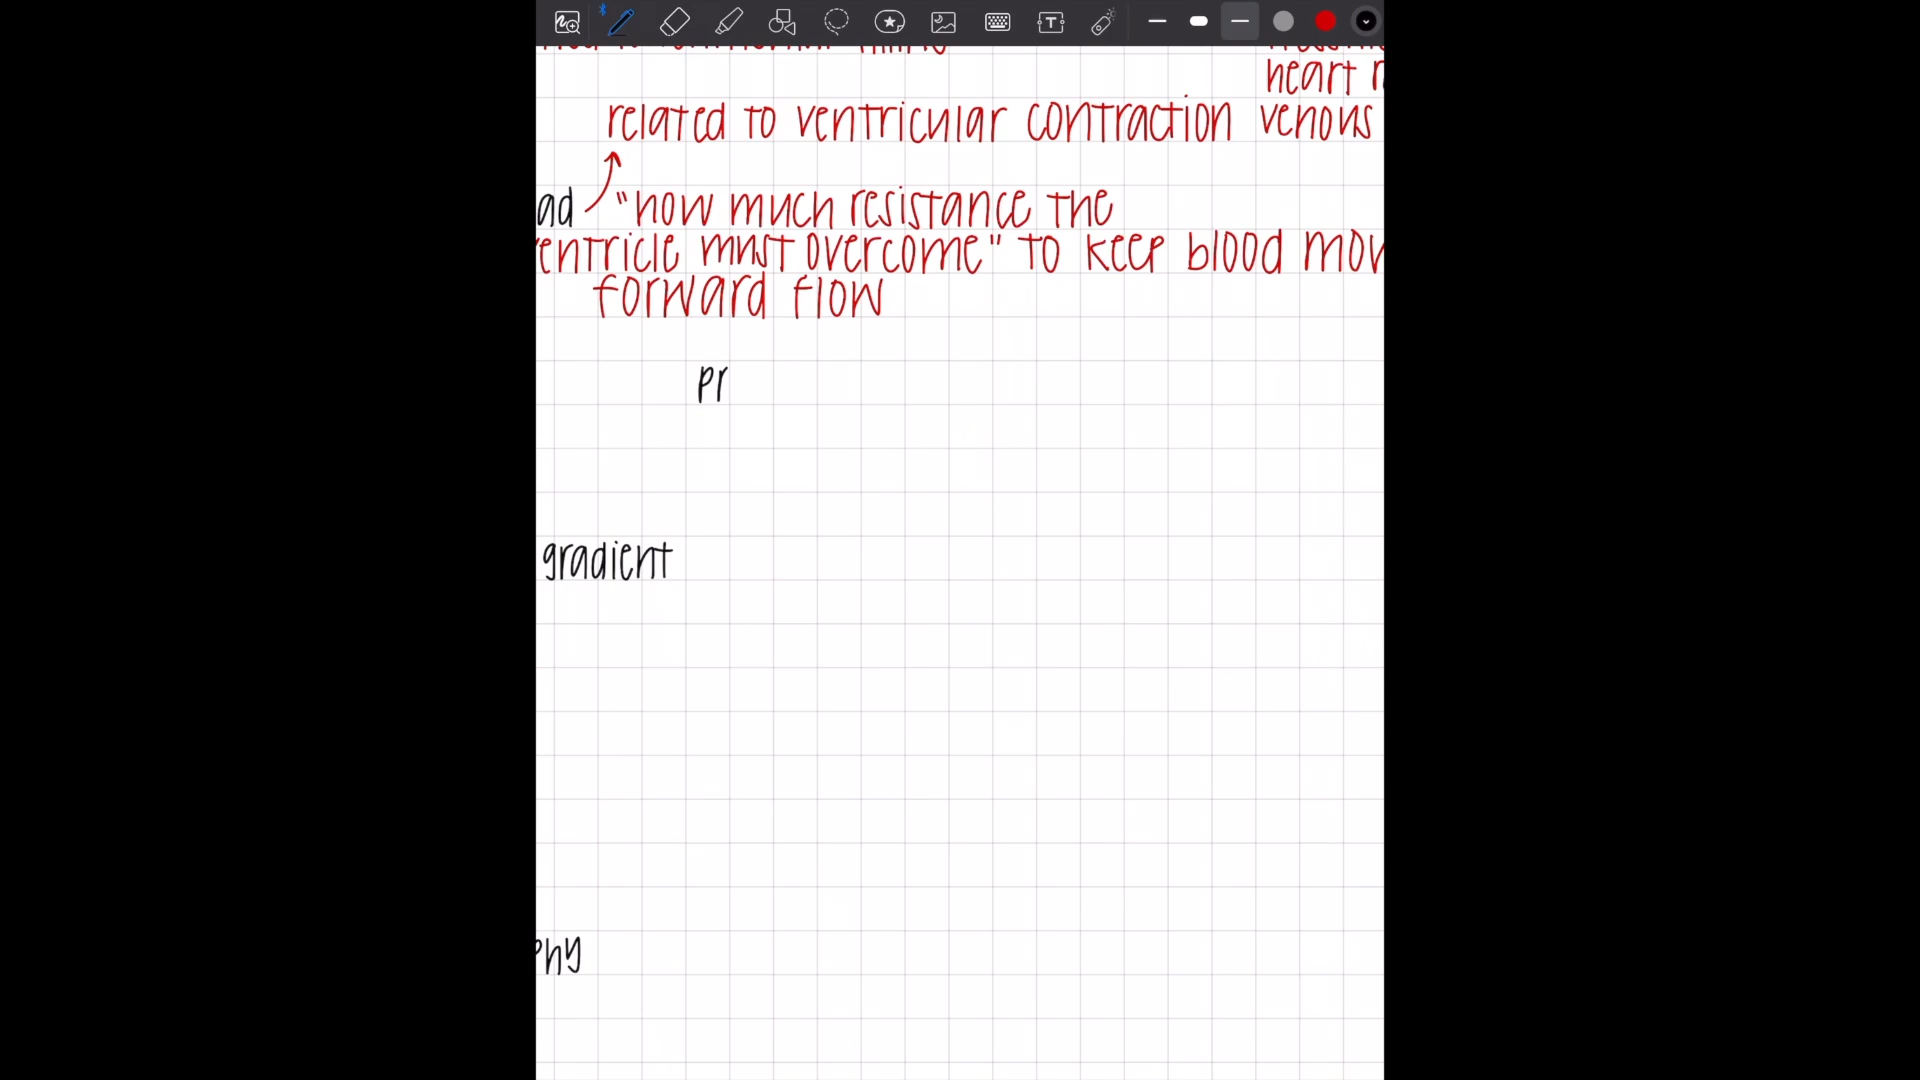 heart
related to ventricular contraction venous
ad "how much resistance the
entricle must overcome" to keep blood mov
forward flow
pr
gradient
phy